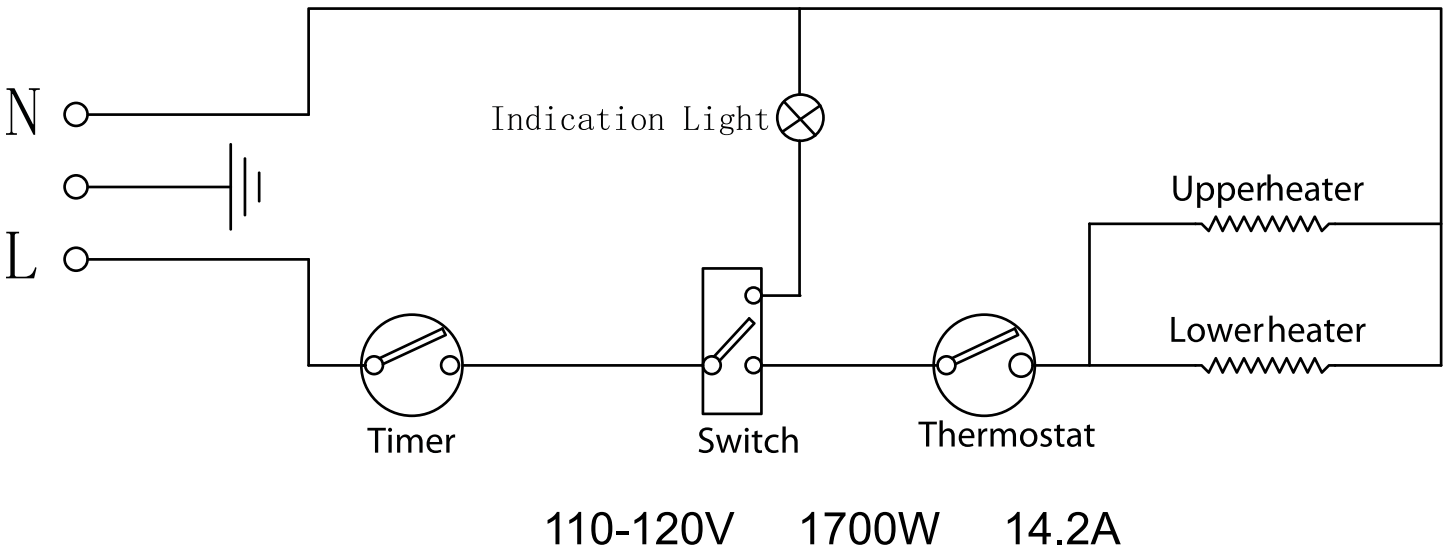 N
Indication Light
Upperheater
L
Lowerheater
Timer
Switch
Thermostat
110-120V 1700W 14.2A